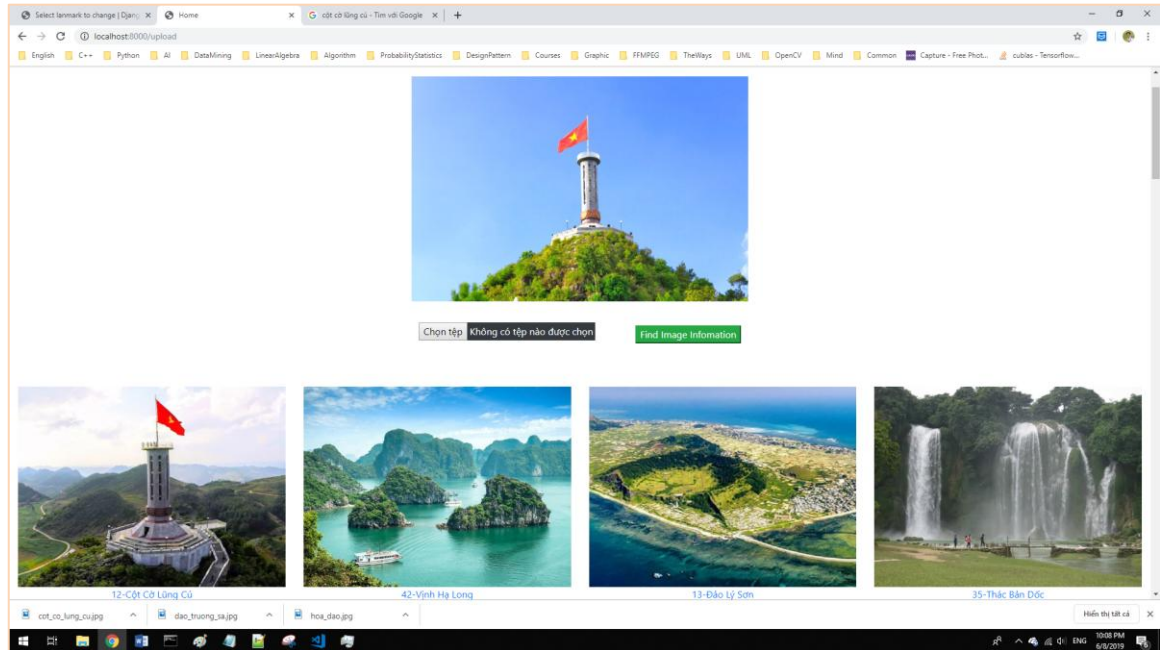 Select lanmark to change | Djang
Home
cột cờ lũng cú - Tìm với Google
localhost:8000/upload
English C++ Python AI DataMining LinearAlgebra Algorithm ProbabilityStatistics DesignPattern Courses Graphic FFMPEG TheWays UML OpenCV Mind Common Capture - Free Phot... cublas - Tensorflow...
Chọn tệp Không có tệp nào được chọn Find Image Infomation
12-Cột Cờ Lũng Cú 42-Vịnh Hạ Long 13-Đảo Lý Sơn 35-Thác Bản Dốc
cot_co_lung_cu.jpg dao_truong_sa.jpg hoa_dao.jpg Hiển thị tất cả
ENG 10:08 PM
6/8/2019